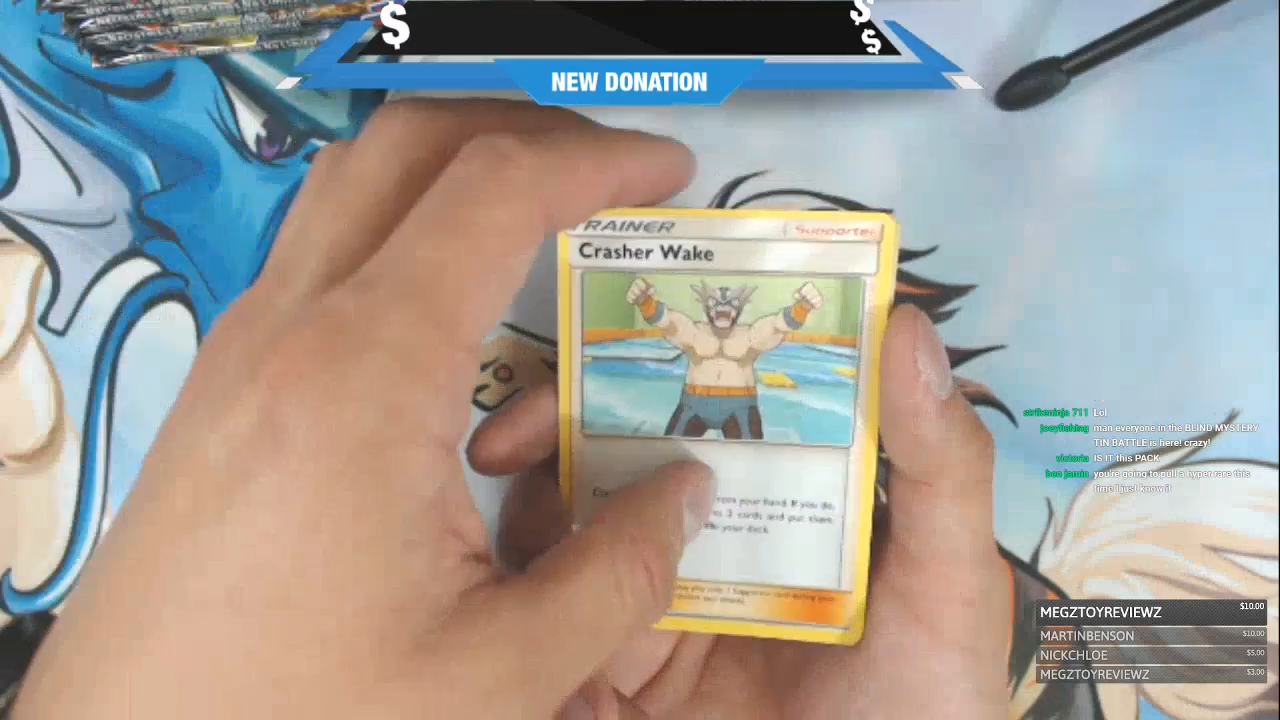 $ $
$
NEW DONATION
RAINER Supporter
Crasher Wake
from your hand. If you do,
to 3 cards and put them
into your deck.
strikeninja 711 Lol
joeyfishing man everyone in the BLIND MYSTERY
TIN BATTLE is here! crazy!
victoria IS IT this PACK
ben jamin you're going to pull a hyper rare this
time I just know it
MEGZTOYREVIEWZ $10.00
MARTINBENSON $10.00
NICKCHLOE $5.00
MEGZTOYREVIEWZ $3.00